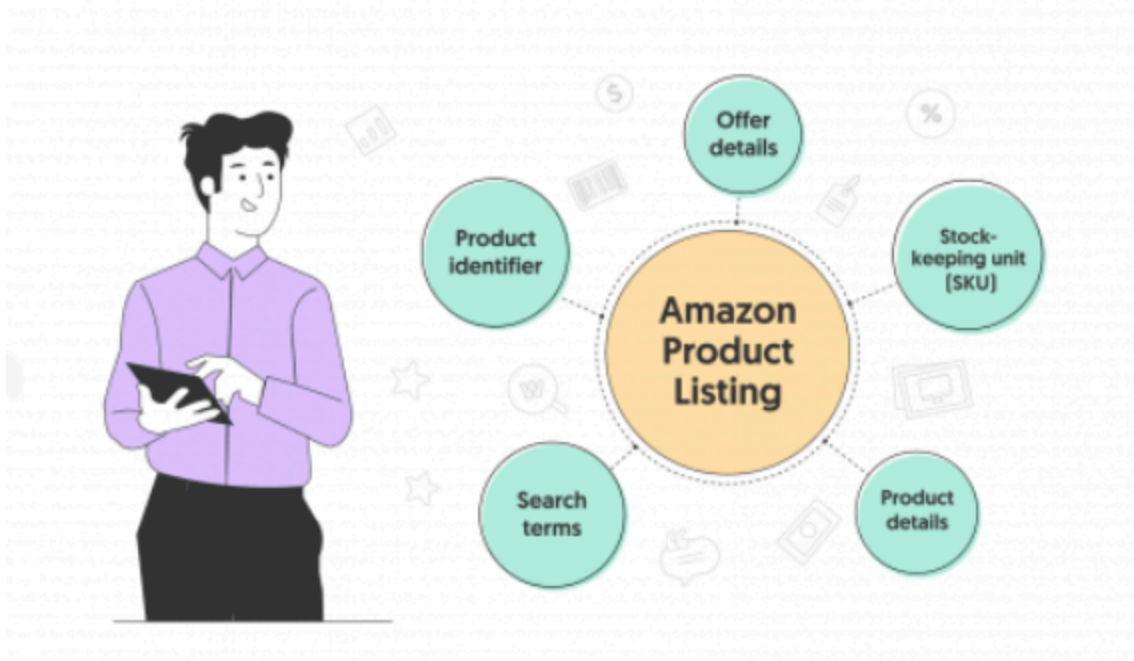 Offer
details
Product
identifier
Stock-
keeping unit
(SKU)
Amazon
Product
Listing
Search
terms
Product
details
$
%
W